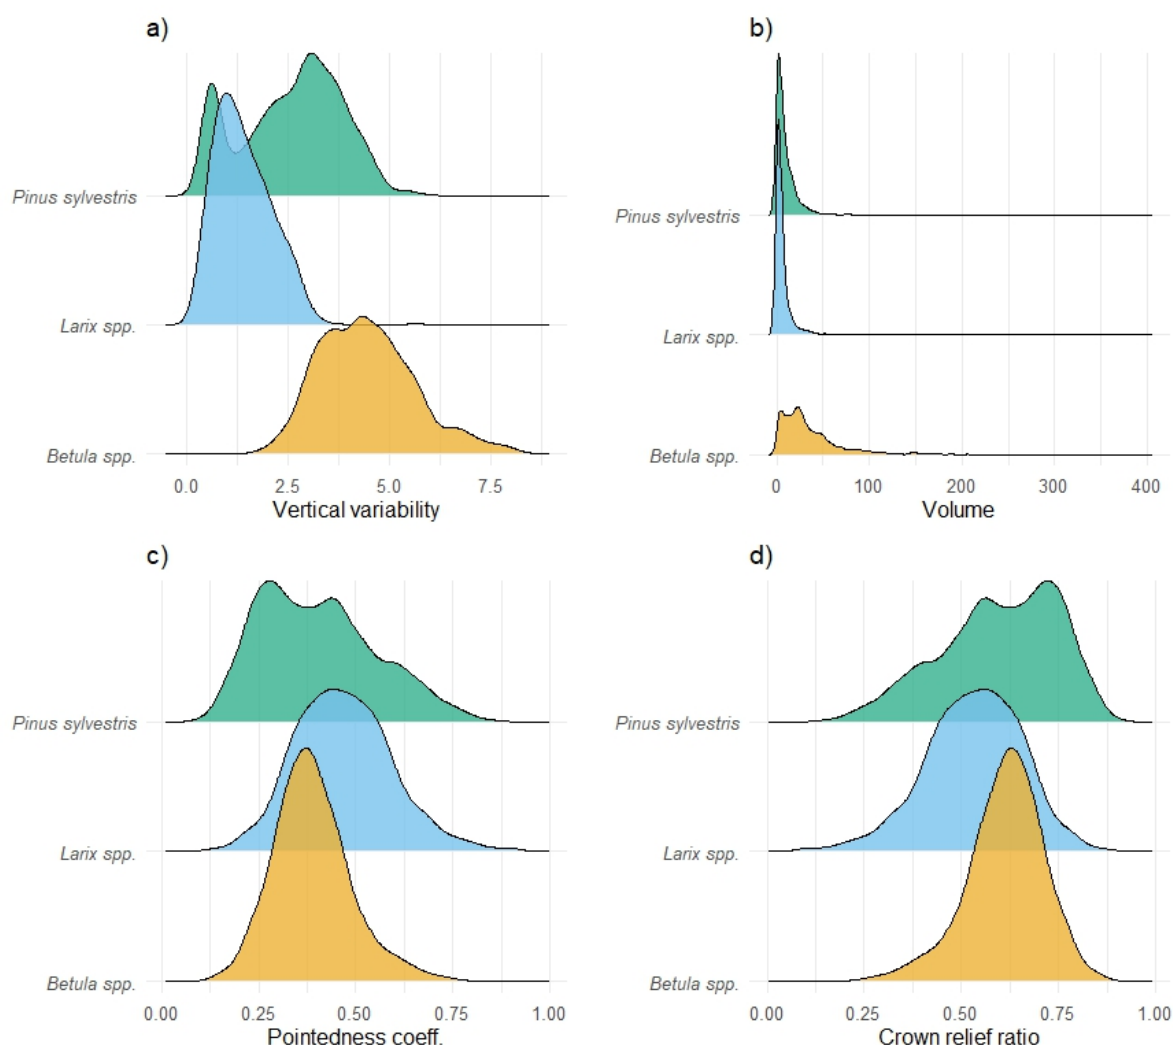 a)
Pinus sylvestris
Larix spp.
Betula spp.
0.0 2.5 5.0 7.5
Vertical variability
b)
Pinus sylvestris
Larix spp.
Betula spp.
0 100 200 300 400
Volume
c)
Pinus sylvestris
Larix spp.
Betula spp.
0.00 0.25 0.50 0.75 1.00
Pointedness coeff.
d)
Pinus sylvestris
Larix spp.
Betula spp.
0.00 0.25 0.50 0.75 1.00
Crown relief ratio